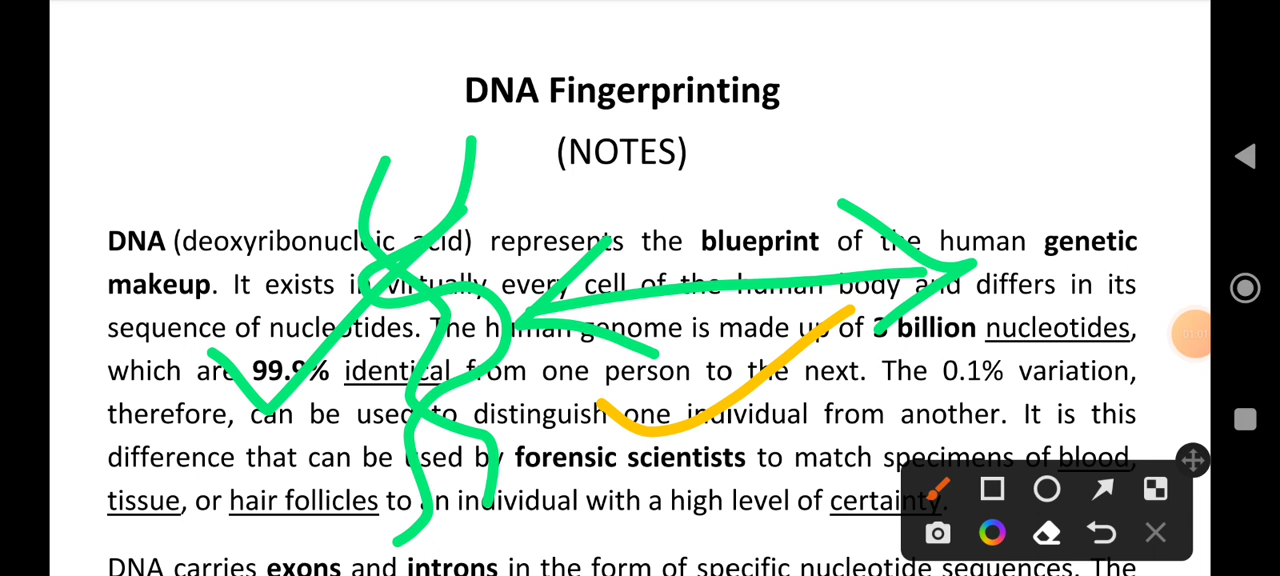 DNA Fingerprinting
(NOTES)
DNA (deoxyribonucleic acid) represents the blueprint of the human genetic
makeup. It exists in virtually every cell of the human body and differs in its
sequence of nucleotides. The human genome is made up of 3 billion nucleotides,
which are 99.9% identical from one person to the next. The 0.1% variation,
therefore, can be used to distinguish one individual from another. It is this
difference that can be used by forensic scientists to match specimens of blood,
tissue, or hair follicles to an individual with a high level of certainty.
DNA carries exons and introns in the form of specific nucleotide sequences. The